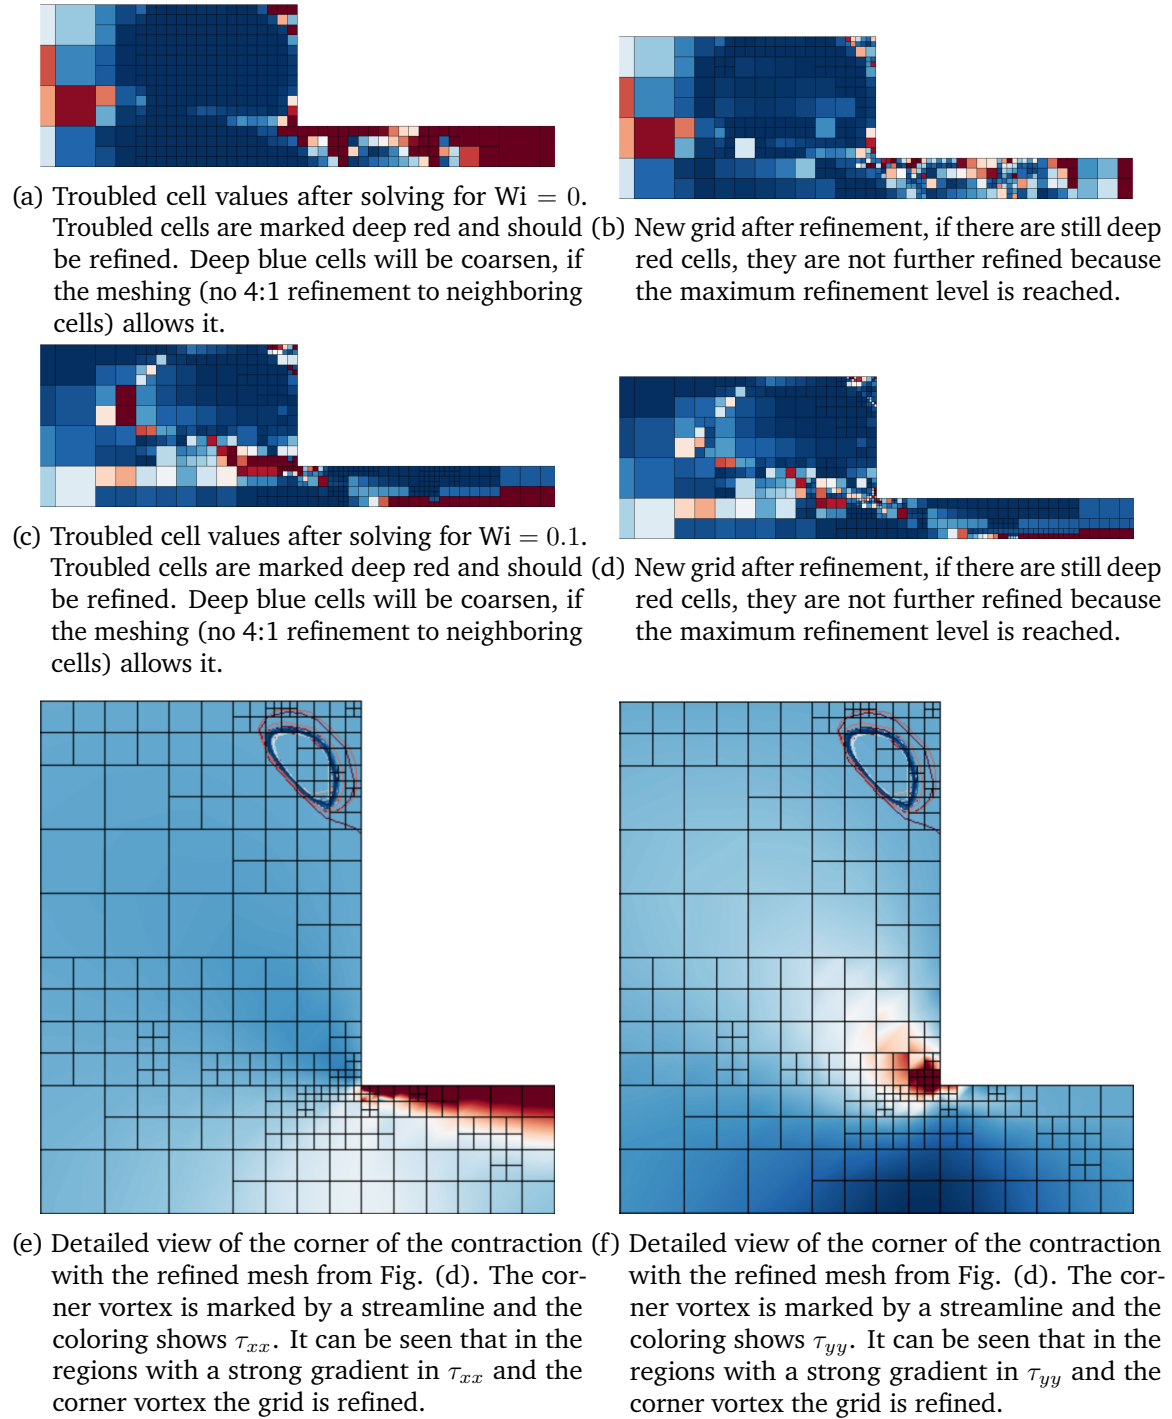 (a) Troubled cell values after solving for Wi = 0.
Troubled cells are marked deep red and should
be refined. Deep blue cells will be coarsen, if
the meshing (no 4:1 refinement to neighboring
cells) allows it.
(b) New grid after refinement, if there are still deep
red cells, they are not further refined because
the maximum refinement level is reached.
(c) Troubled cell values after solving for Wi = 0.1.
Troubled cells are marked deep red and should
be refined. Deep blue cells will be coarsen, if
the meshing (no 4:1 refinement to neighboring
cells) allows it.
(d) New grid after refinement, if there are still deep
red cells, they are not further refined because
the maximum refinement level is reached.
(e) Detailed view of the corner of the contraction
with the refined mesh from Fig. (d). The cor-
ner vortex is marked by a streamline and the
coloring shows τxx. It can be seen that in the
regions with a strong gradient in τxx and the
corner vortex the grid is refined.
(f) Detailed view of the corner of the contraction
with the refined mesh from Fig. (d). The cor-
ner vortex is marked by a streamline and the
coloring shows τyy. It can be seen that in the
regions with a strong gradient in τyy and the
corner vortex the grid is refined.